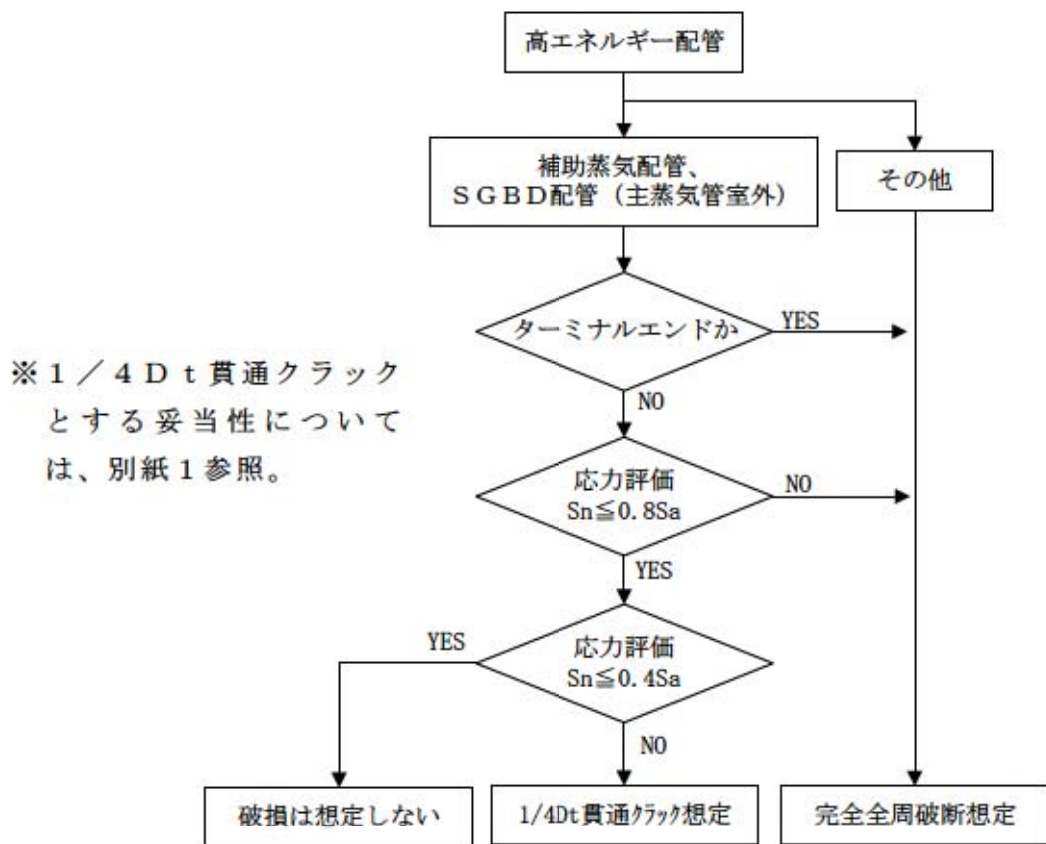 高エネルギー配管
補助蒸気配管、
ＳＧＢＤ配管（主蒸気管室外）
その他
ターミナルエンドか
YES
NO
※１／４Ｄｔ貫通クラック
とする妥当性について
は、別紙１参照。
応力評価
Sn≦0.8Sa
NO
YES
応力評価
Sn≦0.4Sa
YES
NO
破損は想定しない
1/4Dt貫通ｸﾗｯｸ想定
完全全周破断想定